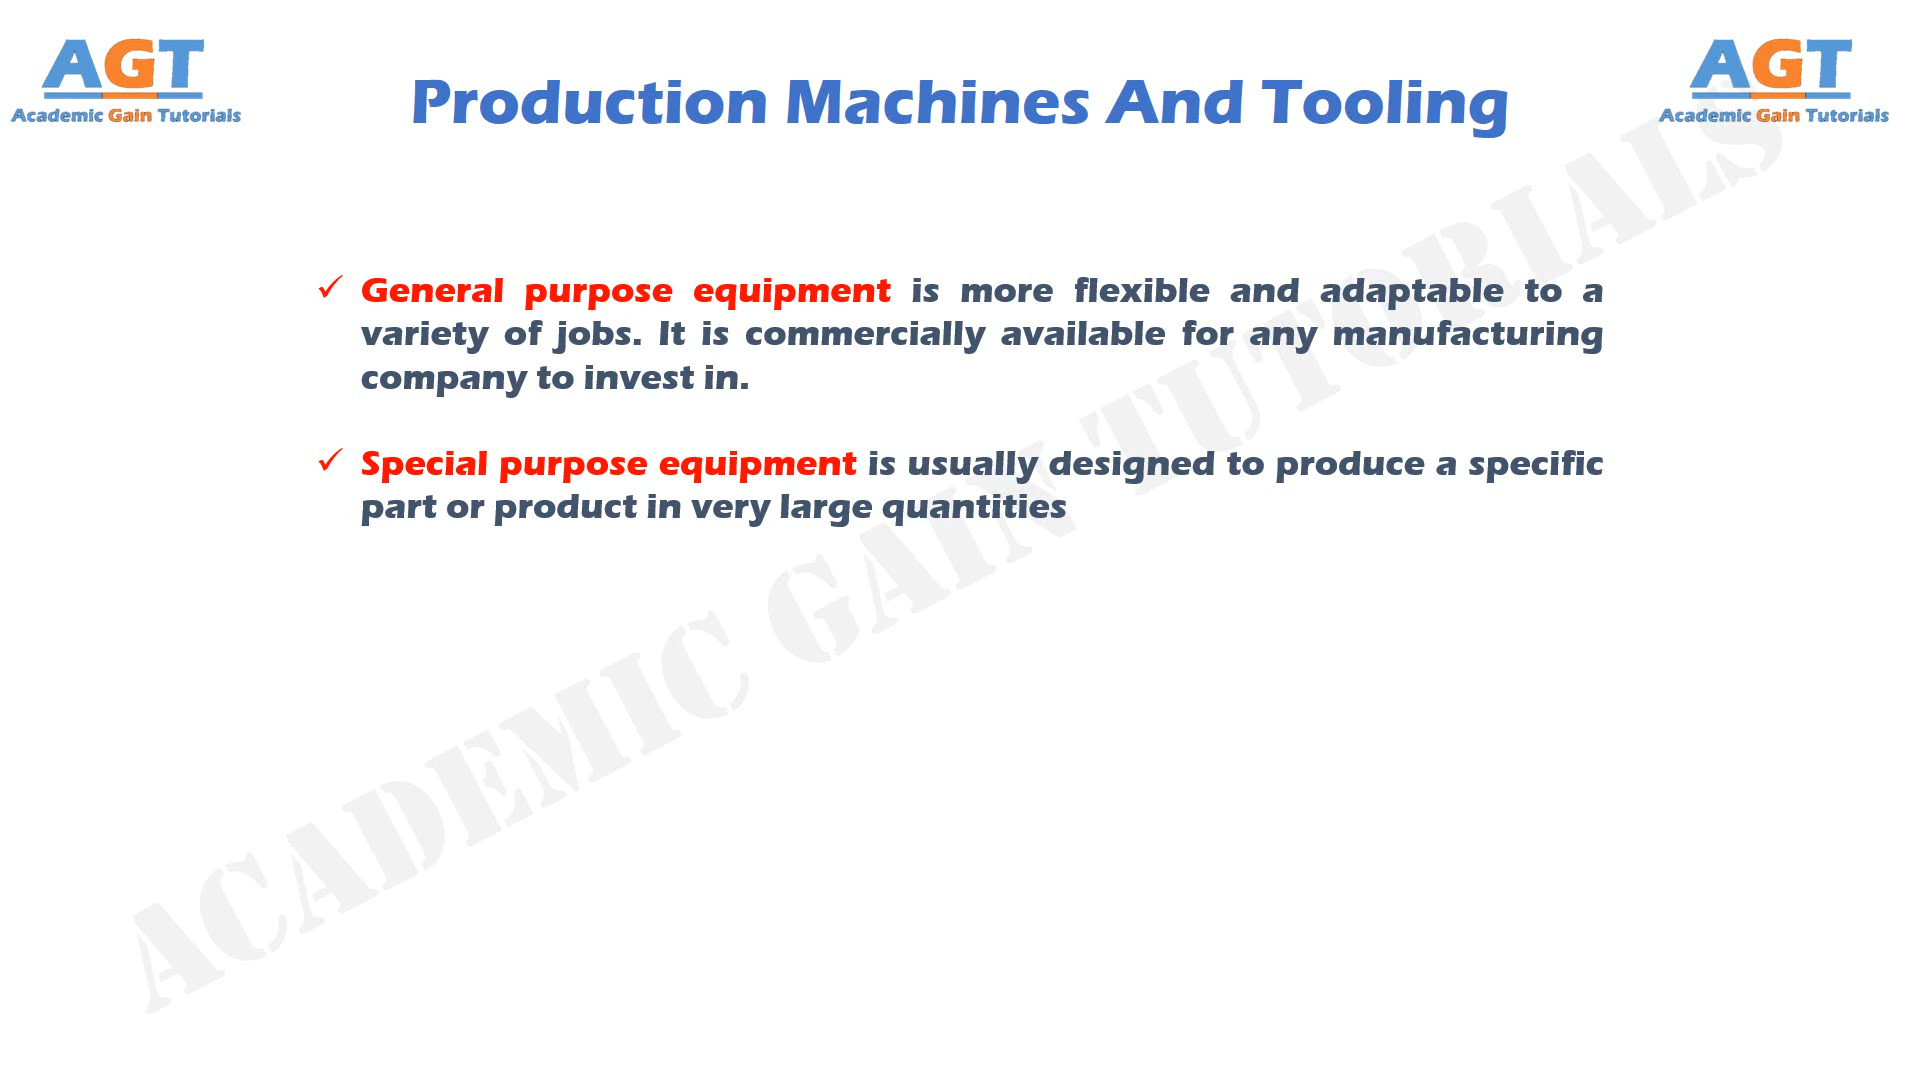 AGT
Academic Gain Tutorials
Production Machines And Tooling
AGT
Academic Gain Tutorials
✓ General purpose equipment is more flexible and adaptable to a
variety of jobs. It is commercially available for any manufacturing
company to invest in.
✓ Special purpose equipment is usually designed to produce a specific
part or product in very large quantities
ACADEMIC GAIN TUTORIALS